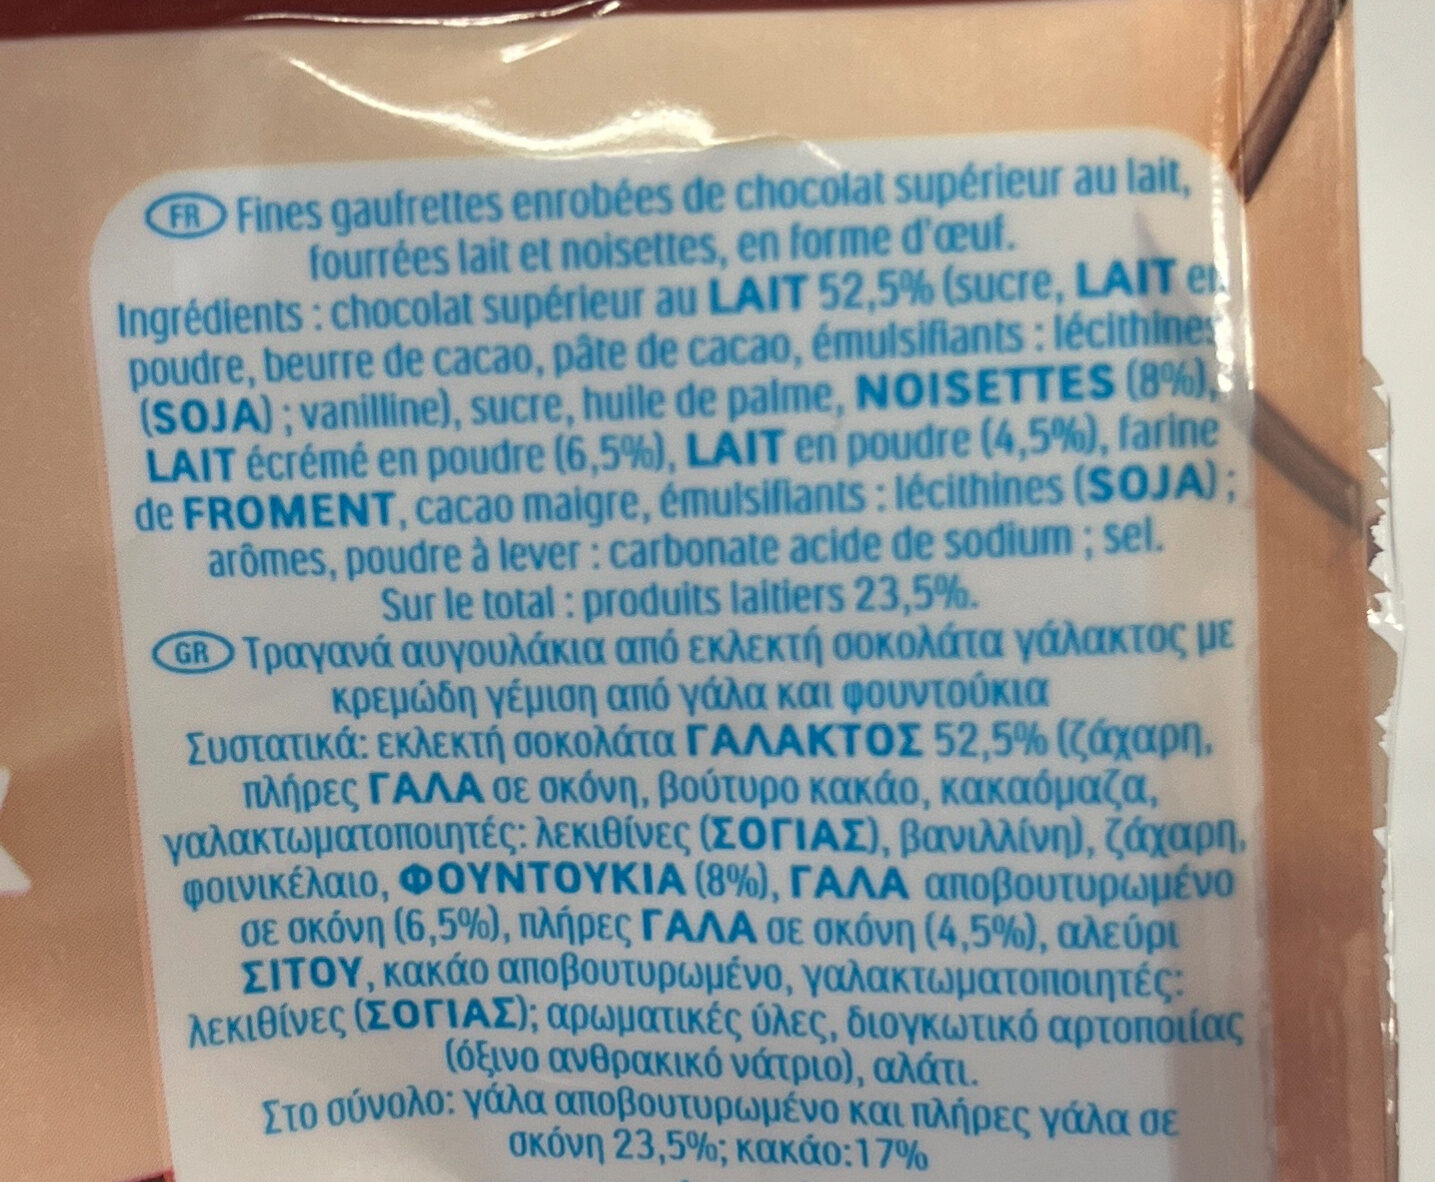 FR Fines gaufrettes enrobées de chocolat supérieur au lait,
fourrées lait et noisettes, en forme d'œuf.
Ingrédients : chocolat supérieur au LAIT 52,5% (sucre, LAIT en
poudre, beurre de cacao, pâte de cacao, émulsifiants : lécithines
(SOJA) ; vanilline), sucre, huile de palme, NOISETTES (8%),
LAIT écrémé en poudre (6,5%), LAIT en poudre (4,5%), farine
de FROMENT, cacao maigre, émulsifiants : lécithines (SOJA) ;
arômes, poudre à lever : carbonate acide de sodium ; sel.
Sur le total : produits laitiers 23,5%.
GR Τραγανά αυγουλάκια από εκλεκτή σοκολάτα γάλακτος με
κρεμώδη γέμιση από γάλα και φουντούκια
Συστατικά: εκλεκτή σοκολάτα ΓΑΛΑΚΤΟΣ 52,5% (ζάχαρη,
πλήρες ΓΑΛΑ σε σκόνη, βούτυρο κακάο, κακαόμαζα,
γαλακτωματοποιητές: λεκιθίνες (ΣΟΓΙΑΣ), βανιλλίνη), ζάχαρη,
φοινικέλαιο, ΦΟΥΝΤΟΥΚΙΑ (8%), ΓΑΛΑ αποβουτυρωμένο
σε σκόνη (6,5%), πλήρες ΓΑΛΑ σε σκόνη (4,5%), αλεύρι
ΣΙΤΟΥ, κακάο αποβουτυρωμένο, γαλακτωματοποιητές:
λεκιθίνες (ΣΟΓΙΑΣ); αρωματικές ύλες, διογκωτικό αρτοποιίας
(όξινο ανθρακικό νάτριο), αλάτι.
Στο σύνολο: γάλα αποβουτυρωμένο και πλήρες γάλα σε
σκόνη 23,5%; κακάο:17%